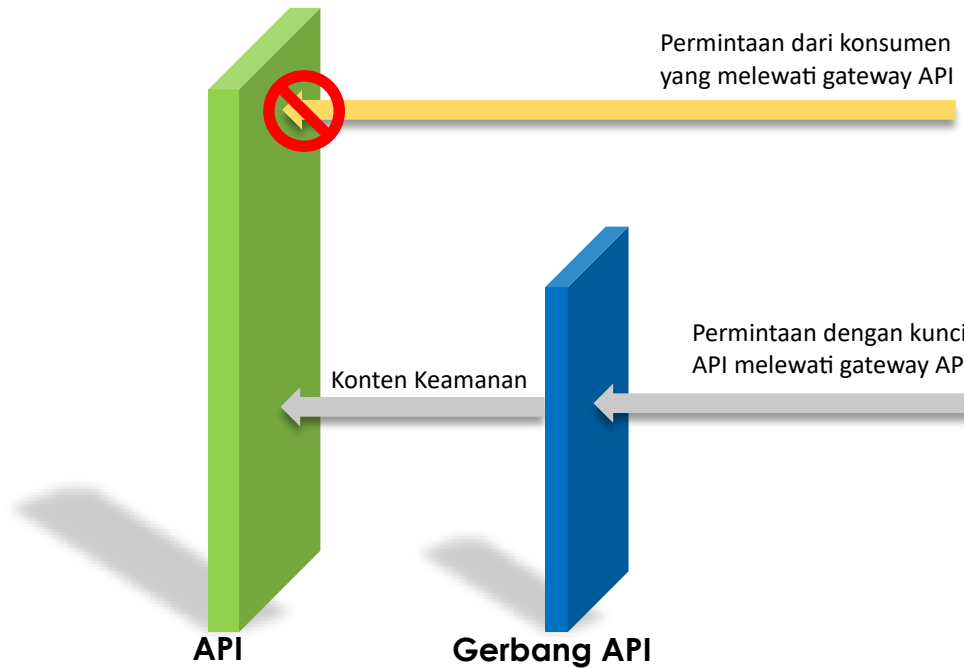 Permintaan dari konsumen
yang melewati gateway API
Permintaan dengan kunci
API melewati gateway AP
Konten Keamanan
API
Gerbang API